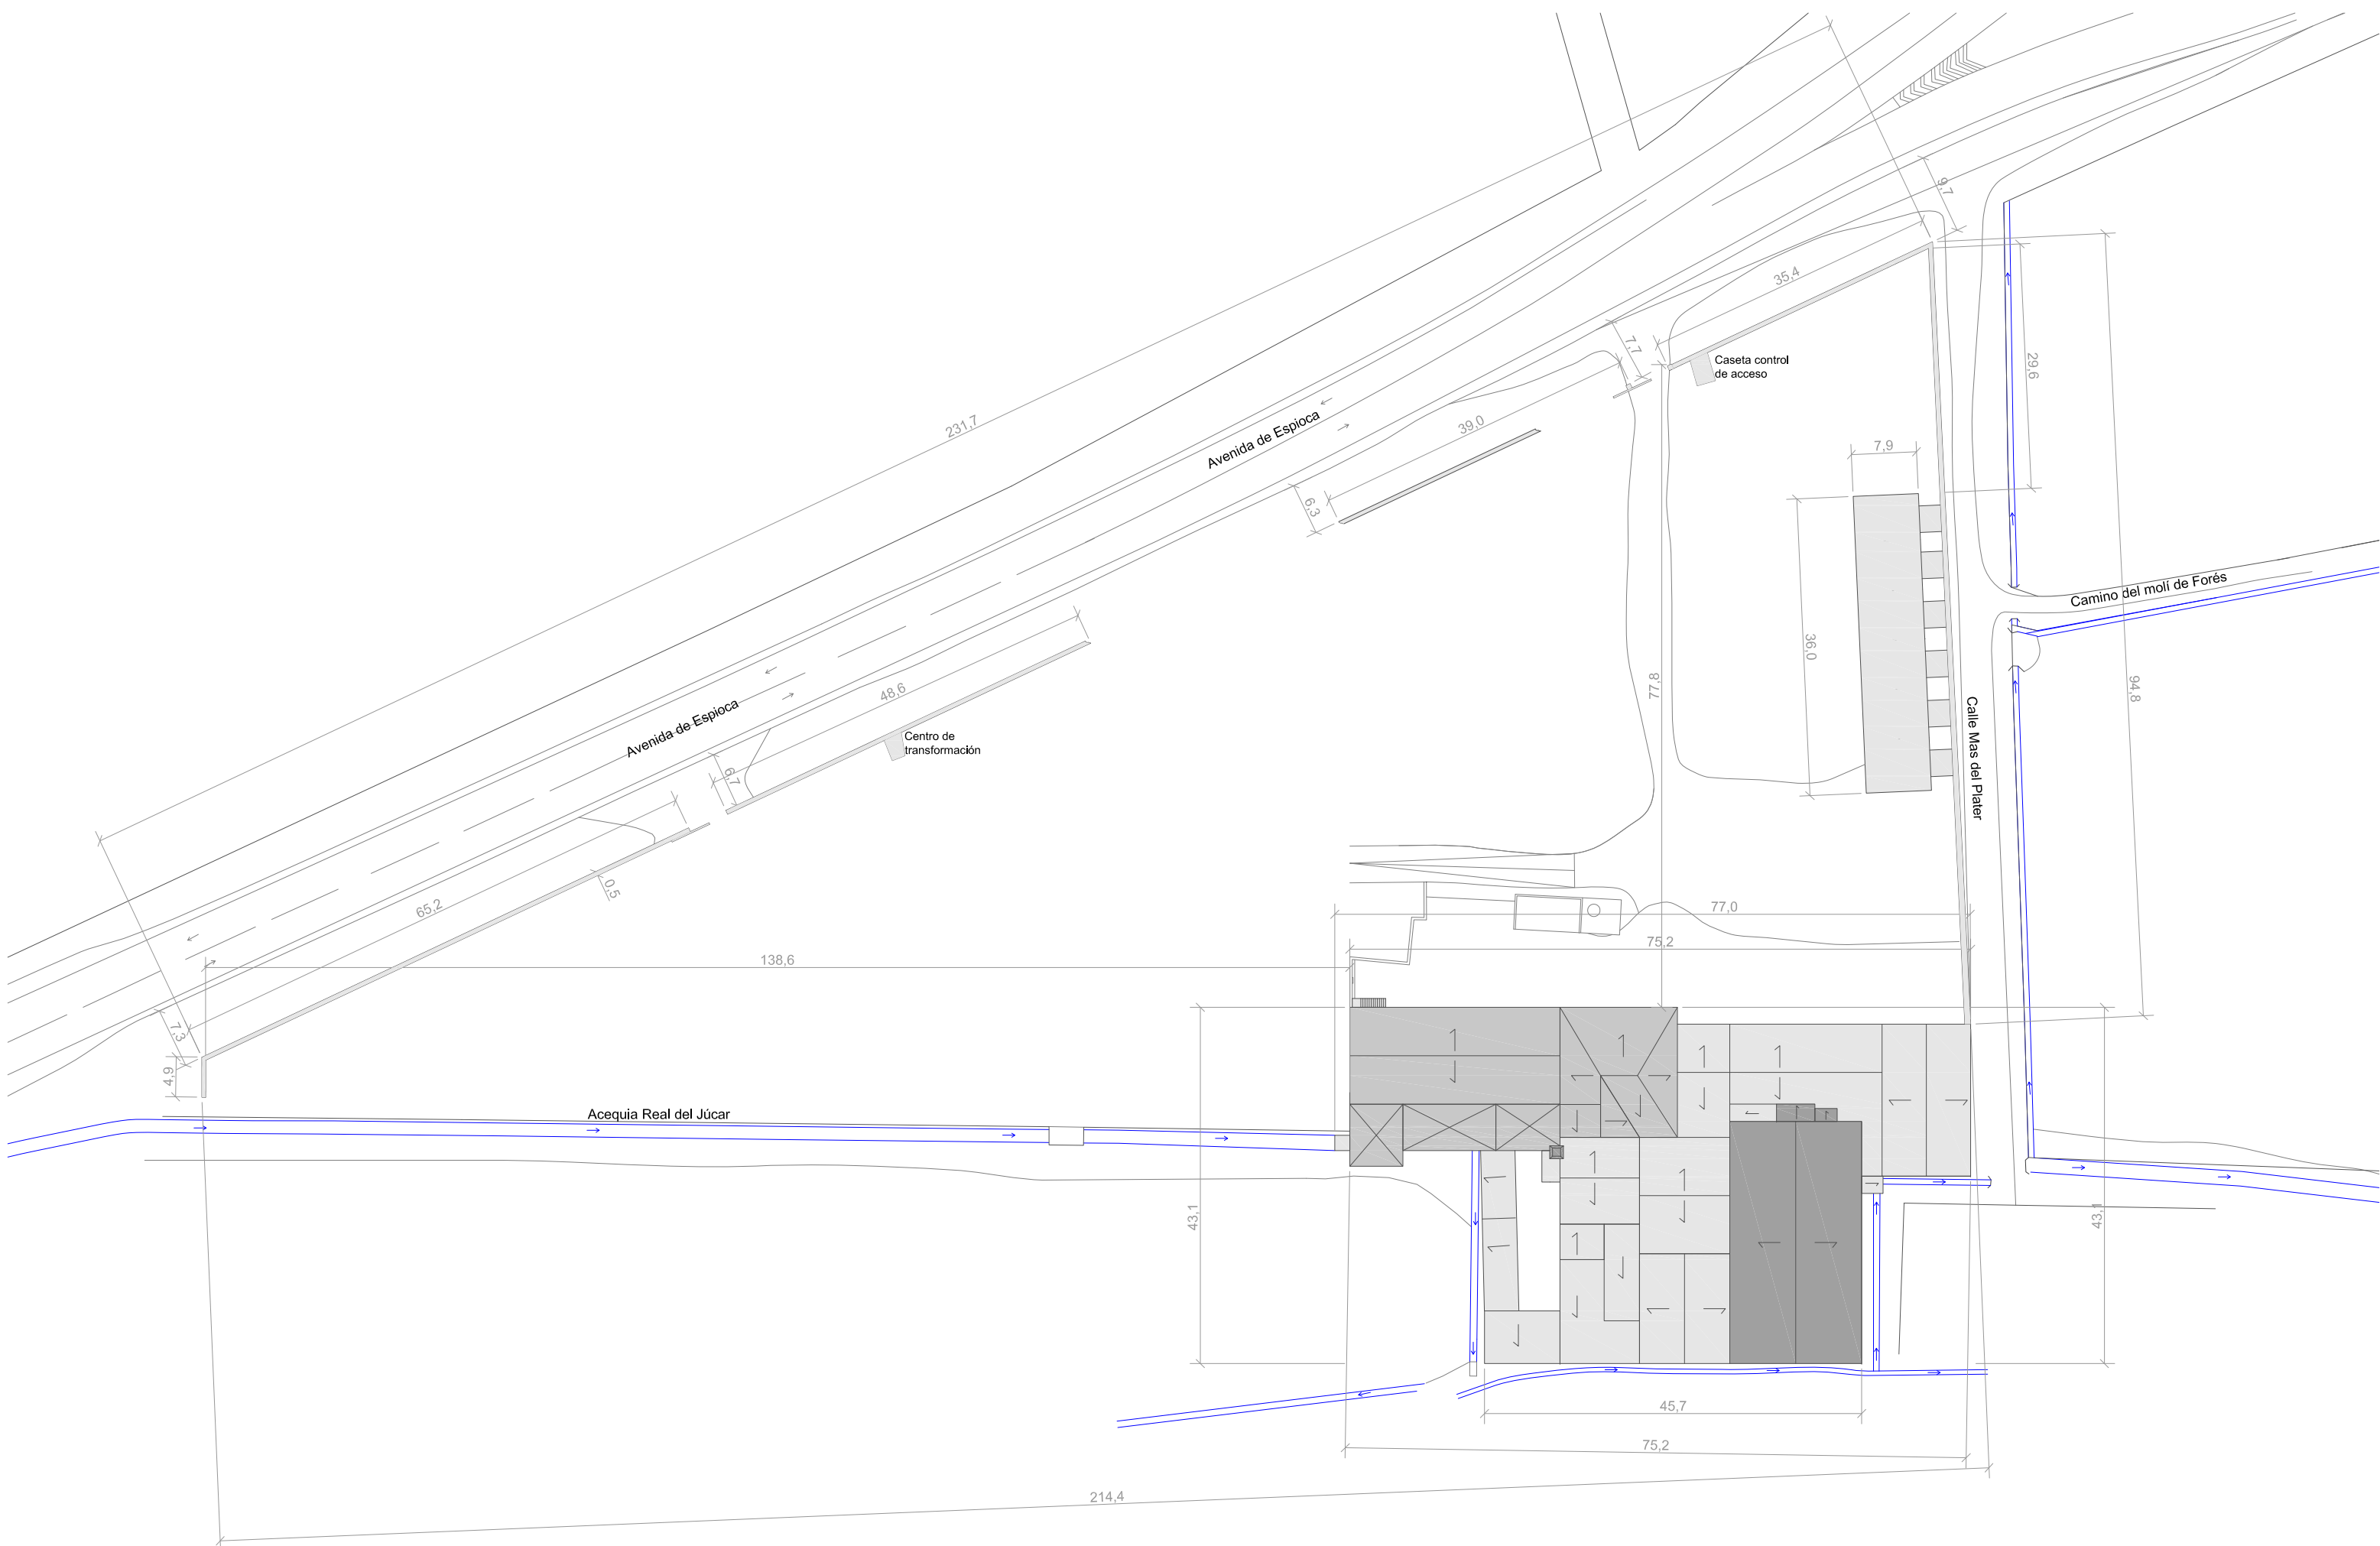 9,7
35,4
Caseta control
de acceso
7,7
29,6
231,7
Avenida de Espioca
39,0
6,3
7,9
Camino del molí de Forés
36,0
77,8
94,8
48,6
Avenida de Espioca
Centro de
transformación
6,7
Calle Mas del Plater
0,5
65,2
77,0
75,2
138,6
7,3
4,9
Acequia Real del Júcar
43,1
43,1
45,7
75,2
214,4